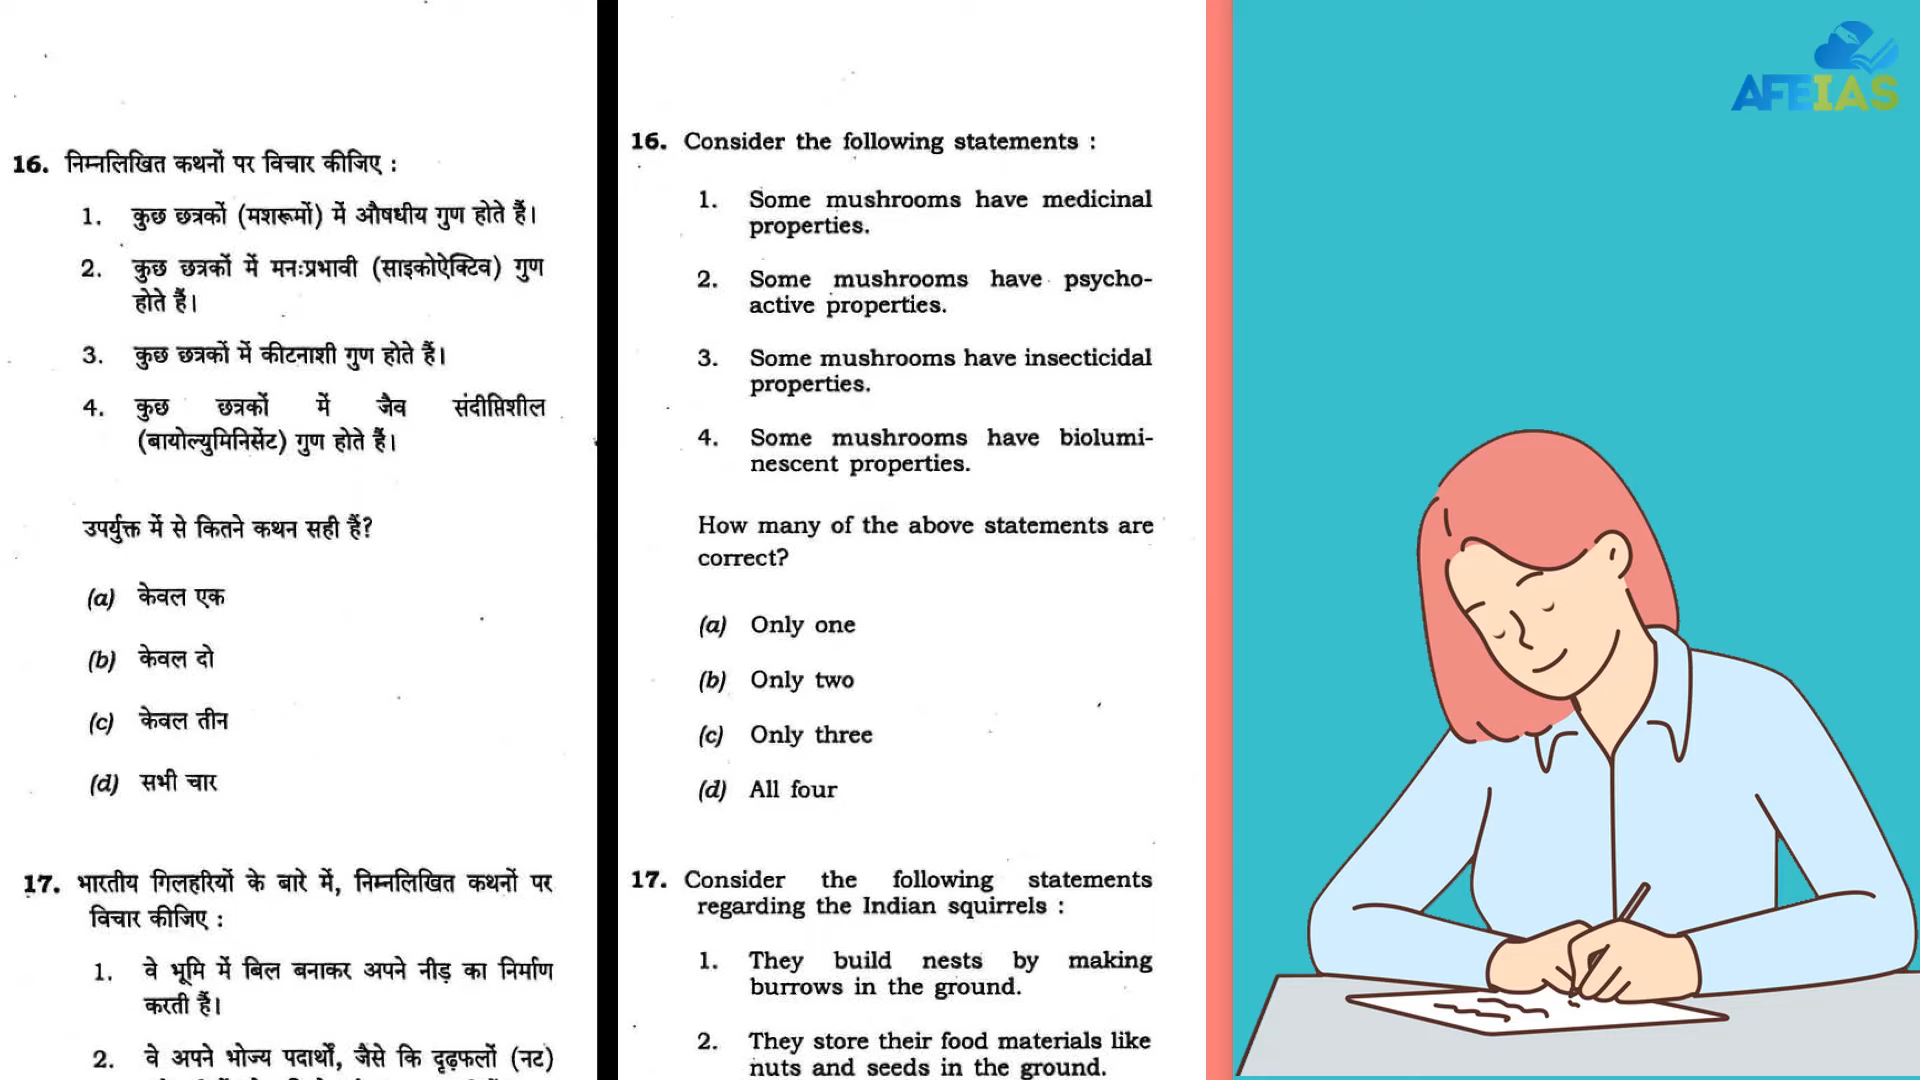 16. निम्नलिखित कथनों पर विचार कीजिए :
1. कुछ छत्रकों (मशरूमों) में औषधीय गुण होते हैं।
2. कुछ छत्रकों में मनःप्रभावी (साइकोऐक्टिव) गुण
होते हैं।
3. कुछ छत्रकों में कीटनाशी गुण होते हैं।
4. कुछ छत्रकों में जैव संदीप्तिशील
(बायोल्युमिनिसेंट) गुण होते हैं।
उपर्युक्त में से कितने कथन सही हैं?
(a) केवल एक
(b) केवल दो
(c) केवल तीन
(d) सभी चार
17. भारतीय गिलहरियों के बारे में, निम्नलिखित कथनों पर
विचार कीजिए :
1. वे भूमि में बिल बनाकर अपने नीड़ का निर्माण
करती हैं।
2. वे अपने भोज्य पदार्थों, जैसे कि दृढ़फलों (नट)
16. Consider the following statements :
1. Some mushrooms have medicinal
properties.
2. Some mushrooms have psycho-
active properties.
3. Some mushrooms have insecticidal
properties.
4. Some mushrooms have biolumi-
nescent properties.
How many of the above statements are
correct?
(a) Only one
(b) Only two
(c) Only three
(d) All four
17. Consider the following statements
regarding the Indian squirrels :
1. They build nests by making
burrows in the ground.
2. They store their food materials like
nuts and seeds in the ground.
AFEIAS